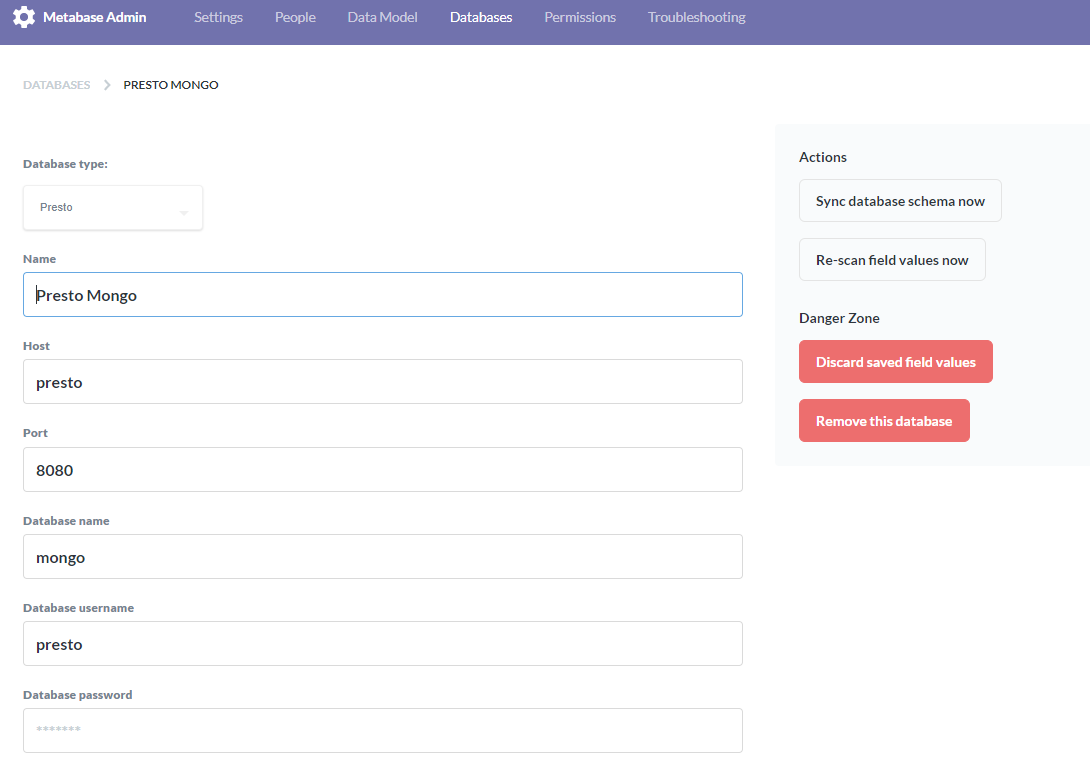 Metabase Admin Settings People Data Model Databases Permissions Troubleshooting
DATABASES PRESTO MONGO
Database type:
Presto
Name
Presto Mongo
Host
presto
Port
8080
Database name
mongo
Database username
presto
Database password
*******
Actions
Sync database schema now
Re-scan field values now
Danger Zone
Discard saved field values
Remove this database